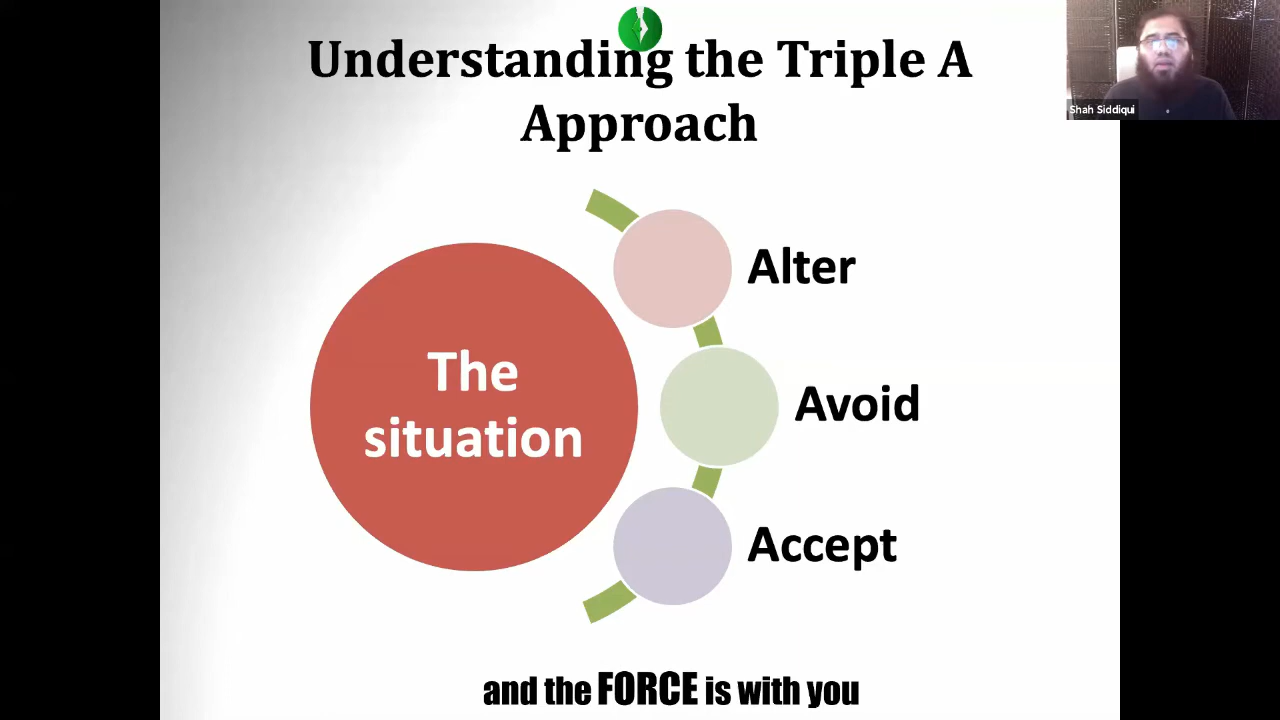 Understanding the Triple A
Approach
Shah Siddiqui
Alter
The
situation
Avoid
Accept
and the FORCE is with you